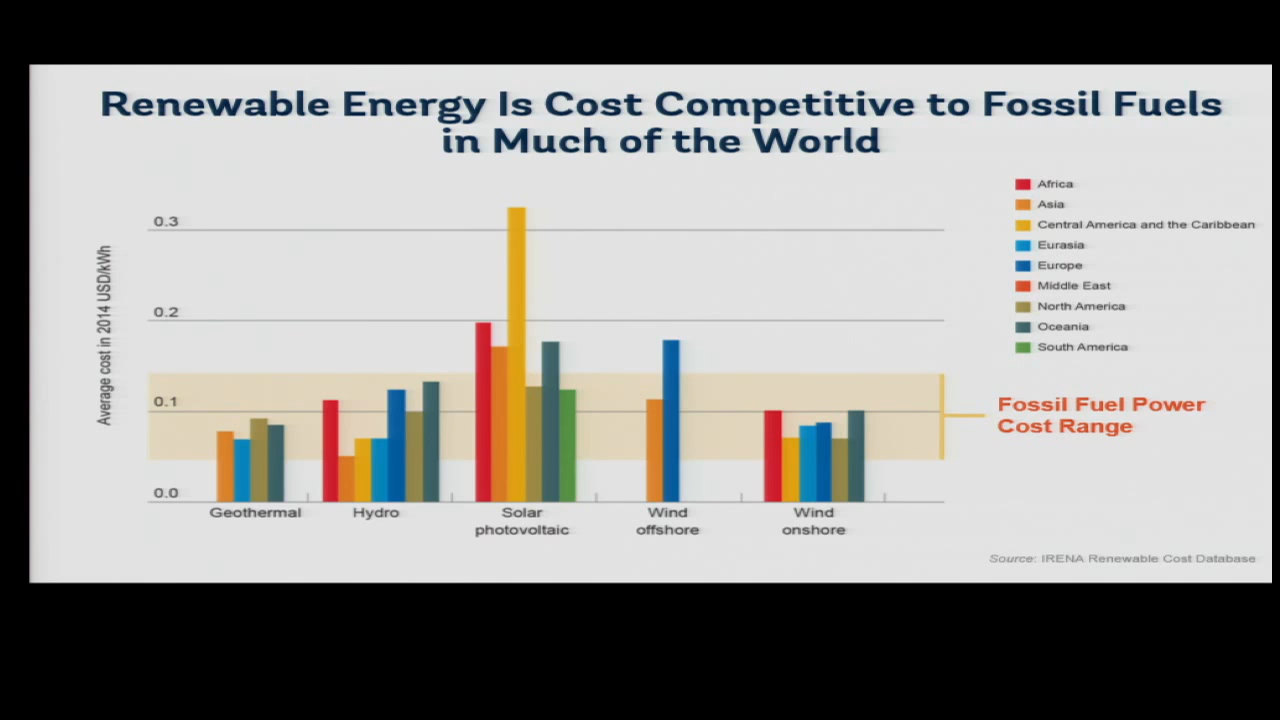 Renewable Energy Is Cost Competitive to Fossil Fuels
in Much of the World
Average cost in 2014 USD/kWh
0.3
0.2
0.1
0.0
Geothermal
Hydro
Solar
photovoltaic
Wind
offshore
Wind
onshore
Africa
Asia
Central America and the Caribbean
Eurasia
Europe
Middle East
North America
Oceania
South America
Fossil Fuel Power
Cost Range
Source: IRENA Renewable Cost Database